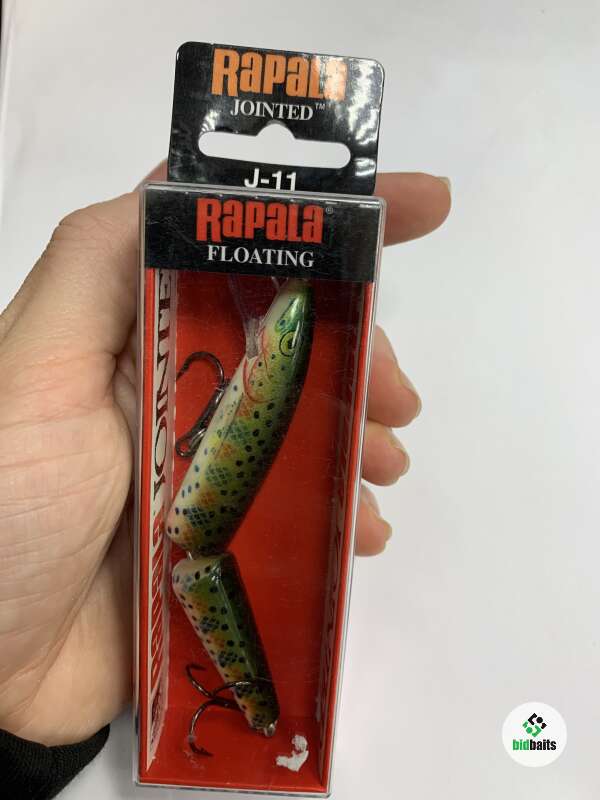 Rapala
JOINTED™
J-11
Rapala®
FLOATING
bidbaits